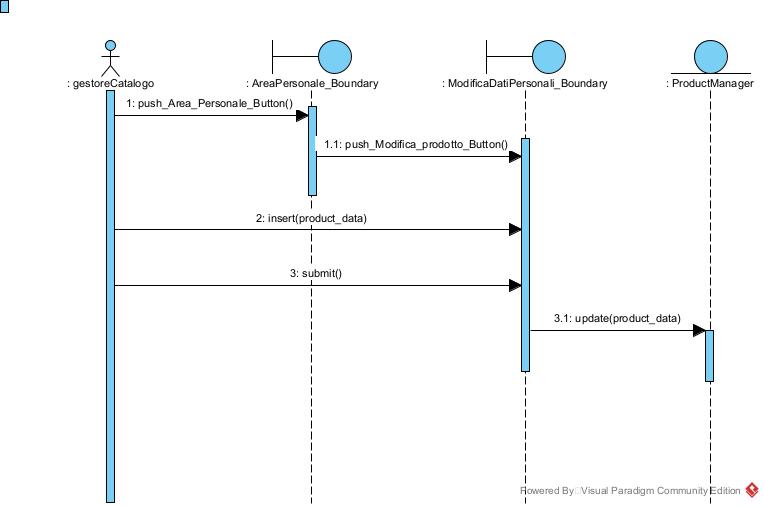 : gestoreCatalogo
: AreaPersonale_Boundary
: ModificaDatiPersonali_Boundary
: ProductManager
1: push_Area_Personale_Button()
1.1: push_Modifica_prodotto_Button()
2: insert(product_data)
3: submit()
3.1: update(product_data)
Powered By Visual Paradigm Community Edition